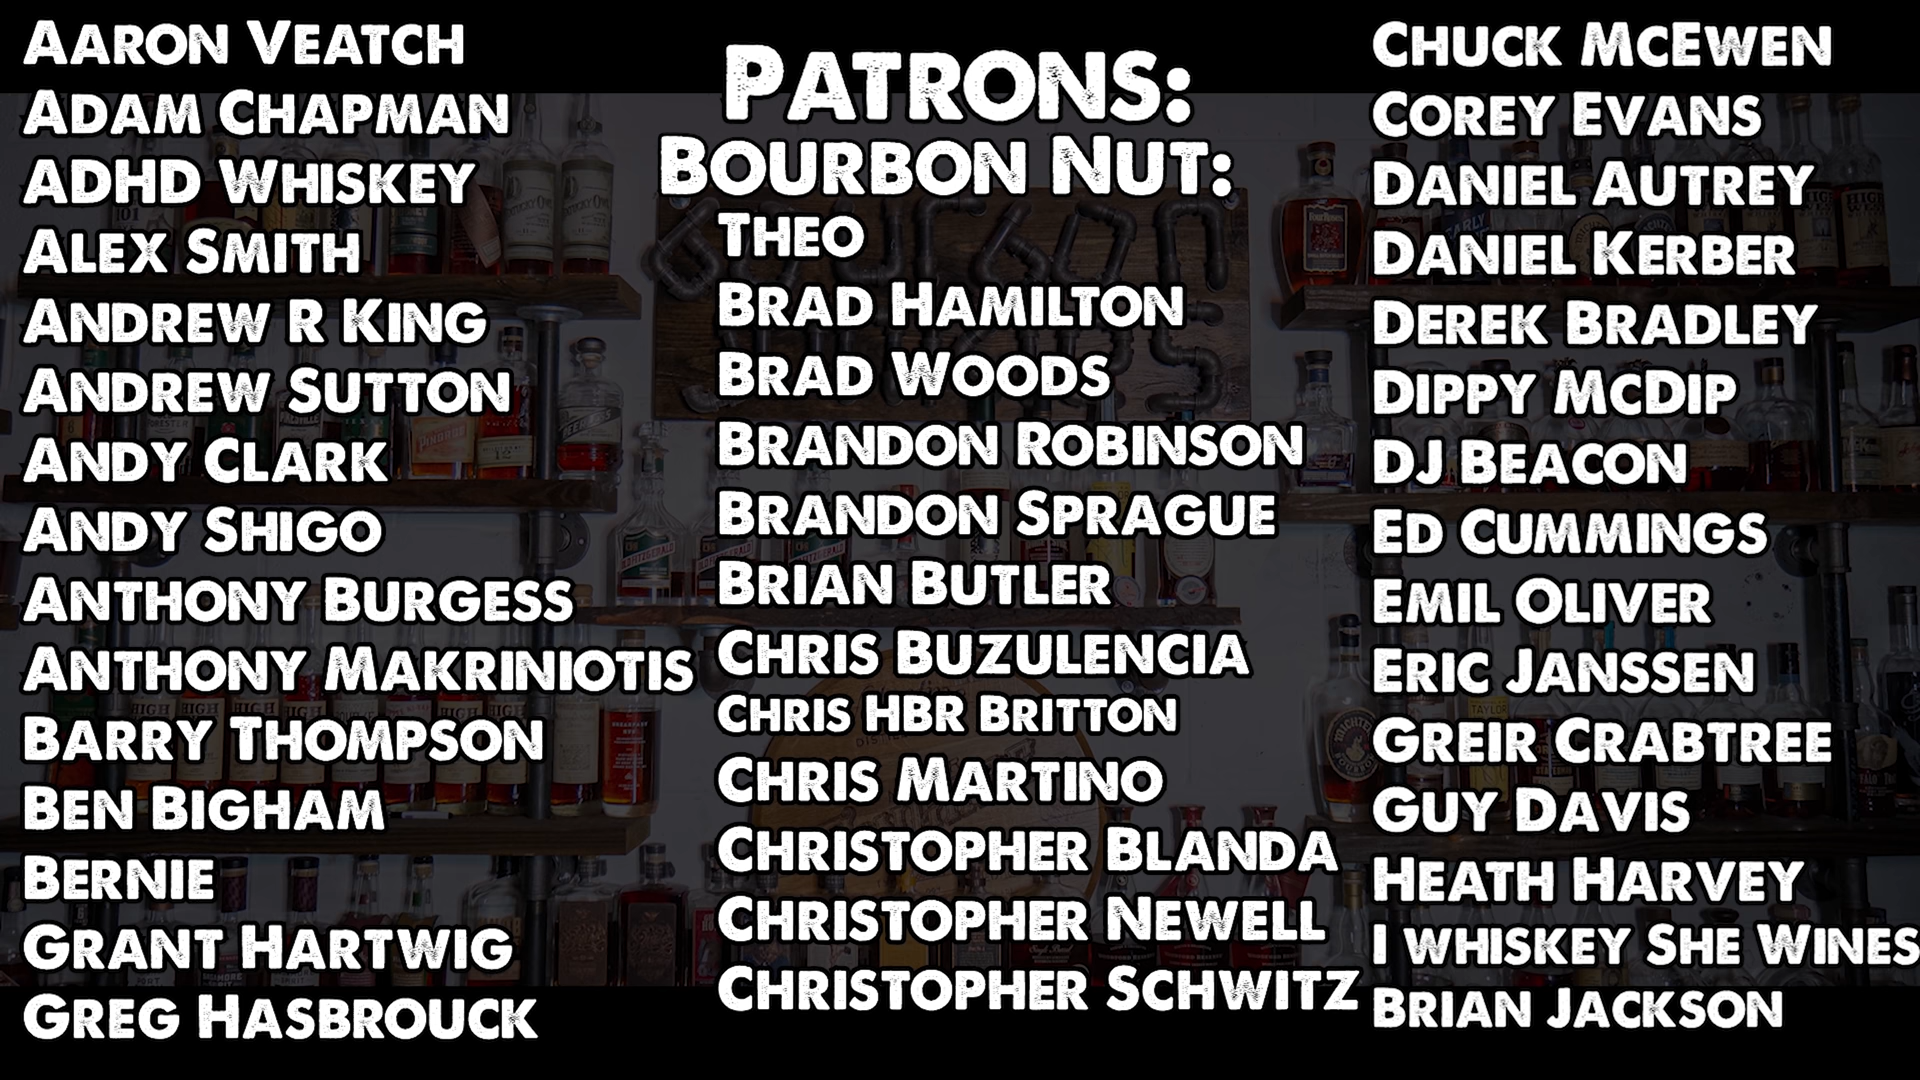 Aaron Veatch
Adam Chapman
ADHD Whiskey
Alex Smith
Andrew R King
Andrew Sutton
Andy Clark
Andy Shigo
Anthony Burgess
Anthony Makriniotis
Barry Thompson
Ben Bigham
Bernie
Grant Hartwig
Greg Hasbrouck
Patrons:
Bourbon Nut:
Theo
Brad Hamilton
Brad Woods
Brandon Robinson
Brandon Sprague
Brian Butler
Chris Buzulencia
Chris HBR Britton
Chris Martino
Christopher Blanda
Christopher Newell
Christopher Schwitz
Chuck McEwen
Corey Evans
Daniel Autrey
Daniel Kerber
Derek Bradley
Dippy McDip
DJ Beacon
Ed Cummings
Emil Oliver
Eric Janssen
Greir Crabtree
Guy Davis
Heath Harvey
I whiskey She Wines
Brian Jackson